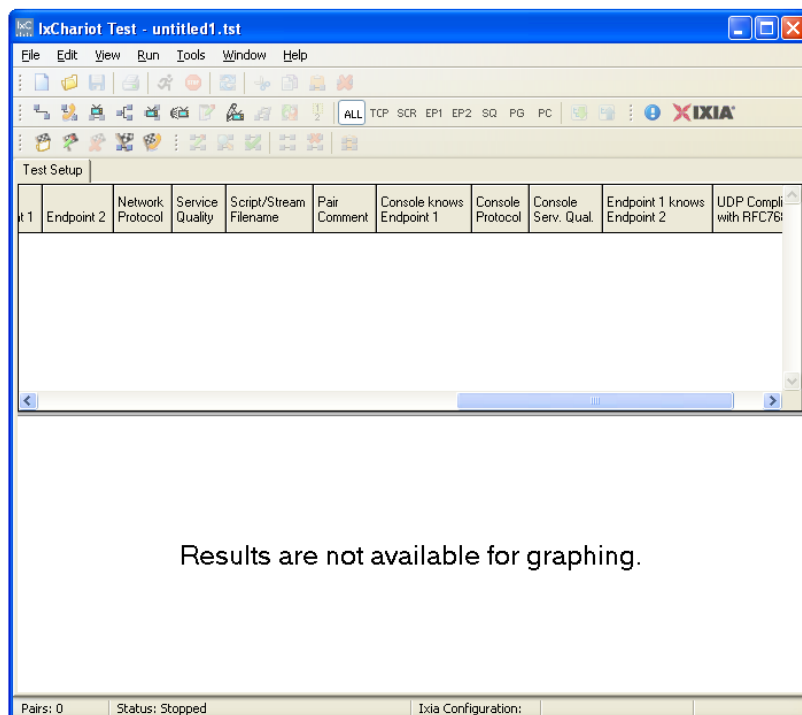 IxChariot Test - untitled1.tst
File Edit View Run Tools Window Help
ALL TCP SCR EP1 EP2 SQ PG PC XIXIA
Test Setup
Network Service Script/Stream Pair Console knows Console Console Endpoint 1 knows UDP Compli
t 1 Endpoint 2 Protocol Quality Filename Comment Endpoint 1 Protocol Serv. Qual. Endpoint 2 with RFC768
Results are not available for graphing.
Pairs: 0 Status: Stopped Ixia Configuration: